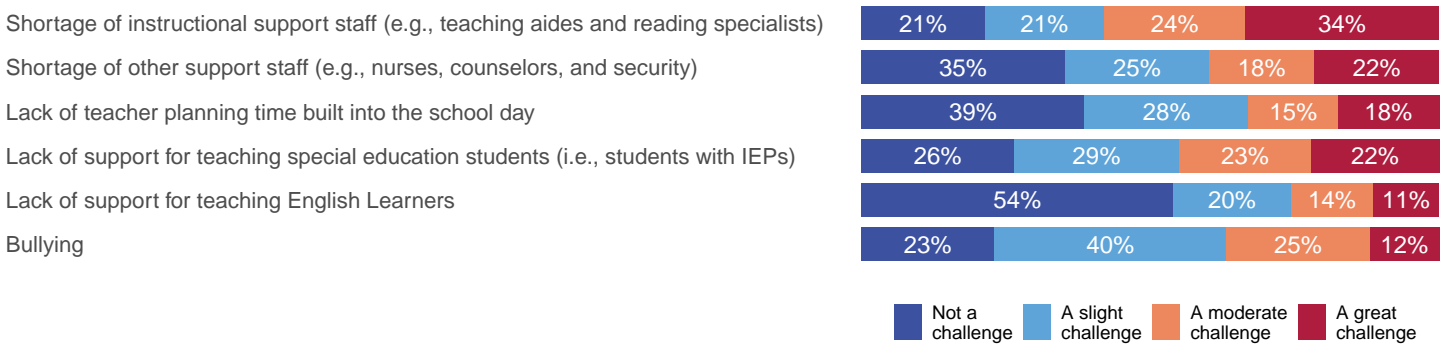 Shortage of instructional support staff (e.g., teaching aides and reading specialists) 21% 21% 24% 34%
Shortage of other support staff (e.g., nurses, counselors, and security) 35% 25% 18% 22%
Lack of teacher planning time built into the school day 39% 28% 15% 18%
Lack of support for teaching special education students (i.e., students with IEPs) 26% 29% 23% 22%
Lack of support for teaching English Learners 54% 20% 14% 11%
Bullying 23% 40% 25% 12%
Not a challenge
A slight challenge
A moderate challenge
A great challenge